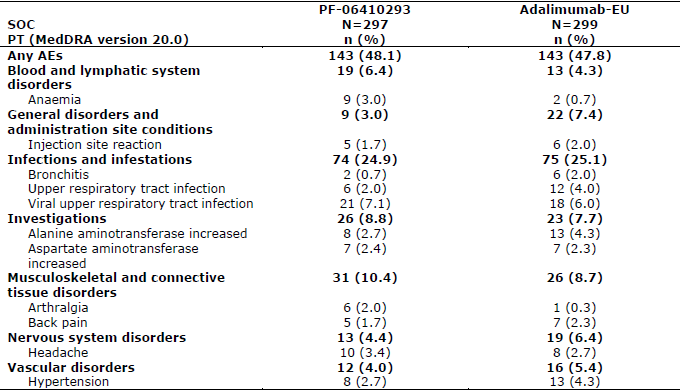 PF-06410293 Adalimumab-EU
SOC N=297 N=299
PT (MedDRA version 20.0) n (%) n (%)
Any AEs 143 (48.1) 143 (47.8)
Blood and lymphatic system 19 (6.4) 13 (4.3)
disorders
Anaemia 9 (3.0) 2 (0.7)
General disorders and 9 (3.0) 22 (7.4)
administration site conditions
Injection site reaction 5 (1.7) 6 (2.0)
Infections and infestations 74 (24.9) 75 (25.1)
Bronchitis 2 (0.7) 6 (2.0)
Upper respiratory tract infection 6 (2.0) 12 (4.0)
Viral upper respiratory tract infection 21 (7.1) 18 (6.0)
Investigations 26 (8.8) 23 (7.7)
Alanine aminotransferase increased 8 (2.7) 13 (4.3)
Aspartate aminotransferase 7 (2.4) 7 (2.3)
increased
Musculoskeletal and connective 31 (10.4) 26 (8.7)
tissue disorders
Arthralgia 6 (2.0) 1 (0.3)
Back pain 5 (1.7) 7 (2.3)
Nervous system disorders 13 (4.4) 19 (6.4)
Headache 10 (3.4) 8 (2.7)
Vascular disorders 12 (4.0) 16 (5.4)
Hypertension 8 (2.7) 13 (4.3)